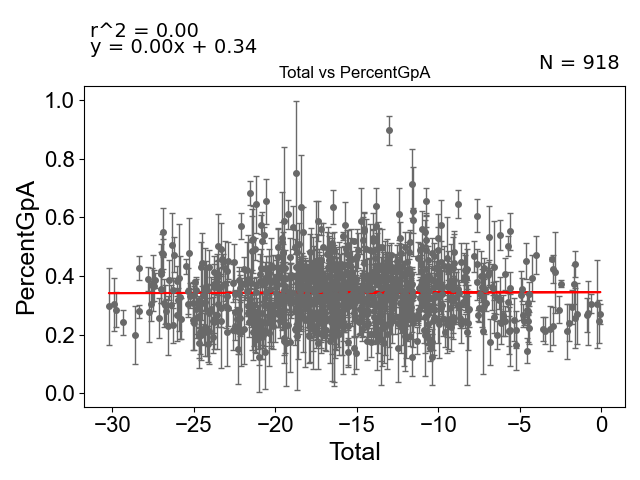 r^2 = 0.00
y = 0.00x + 0.34
N = 918
Total vs PercentGpA
PercentGpA
1.0
0.8
0.6
0.4
0.2
0.0
−30 −25 −20 −15 −10 −5 0
Total